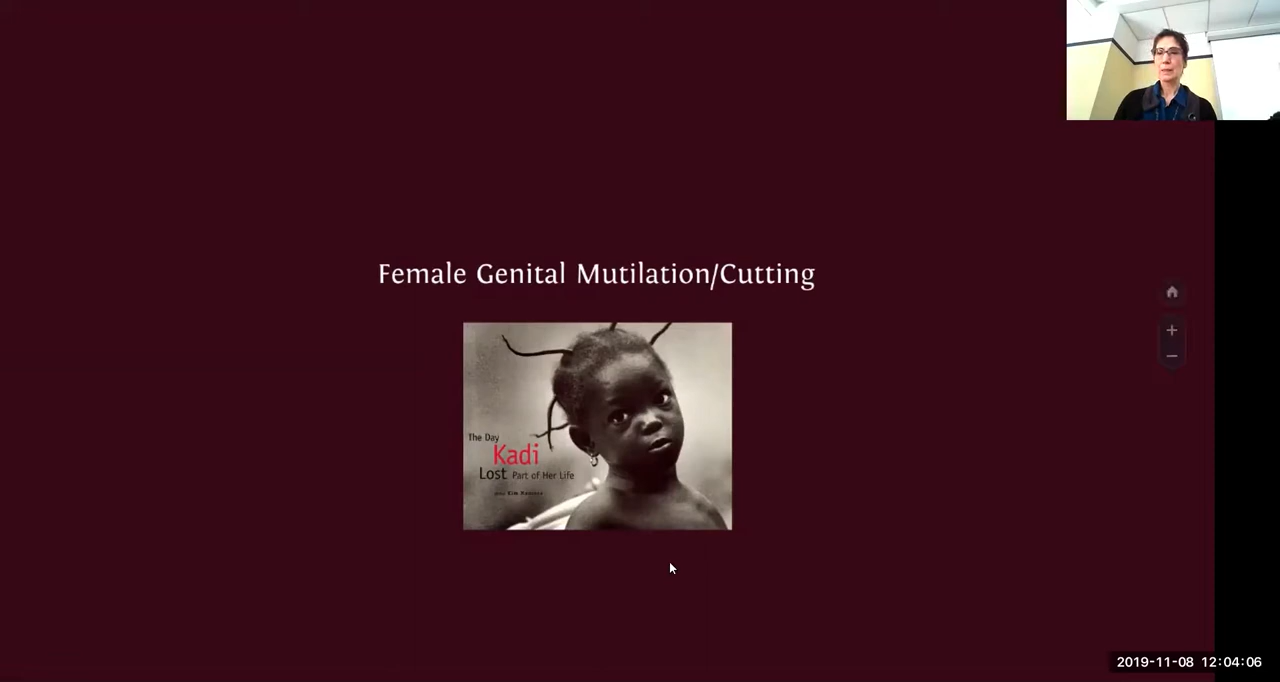 Female Genital Mutilation/Cutting
The Day
Kadi
Lost Part of Her Life
2019-11-08 12:04:06